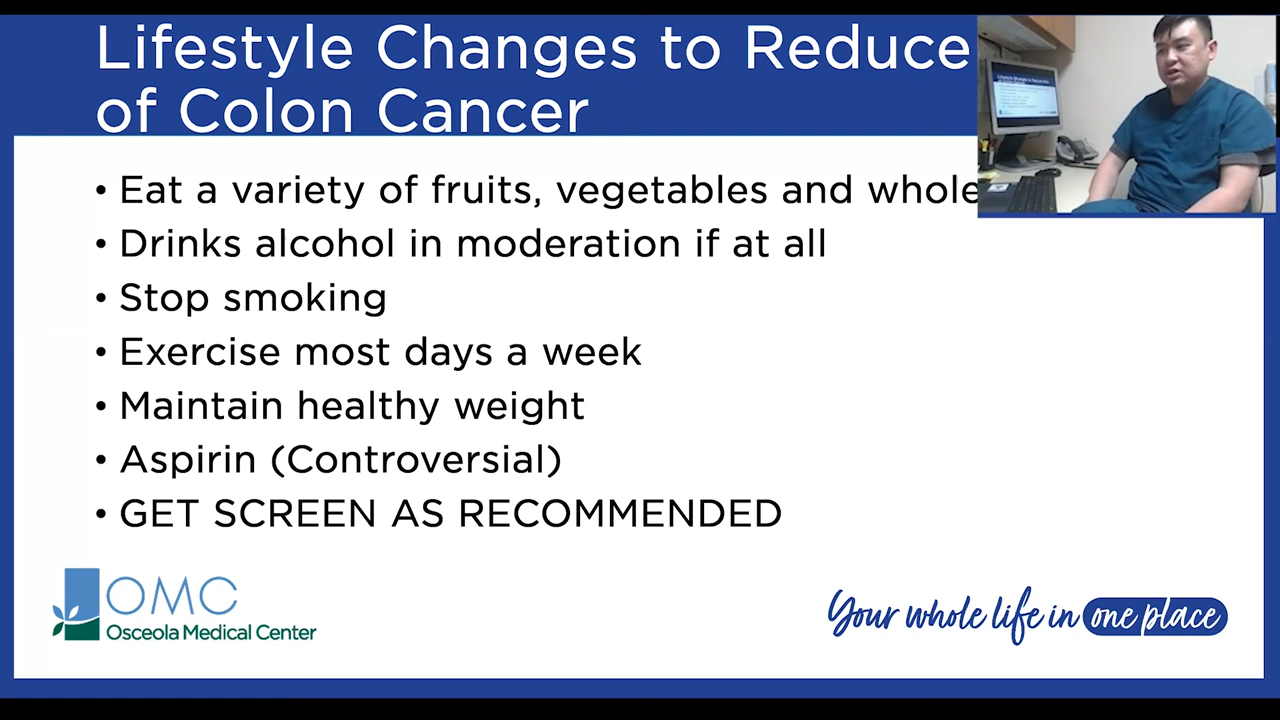 Lifestyle Changes to Reduce
of Colon Cancer
• Eat a variety of fruits, vegetables and whole
• Drinks alcohol in moderation if at all
• Stop smoking
• Exercise most days a week
• Maintain healthy weight
• Aspirin (Controversial)
• GET SCREEN AS RECOMMENDED
OMC
Osceola Medical Center
Your whole life in one place